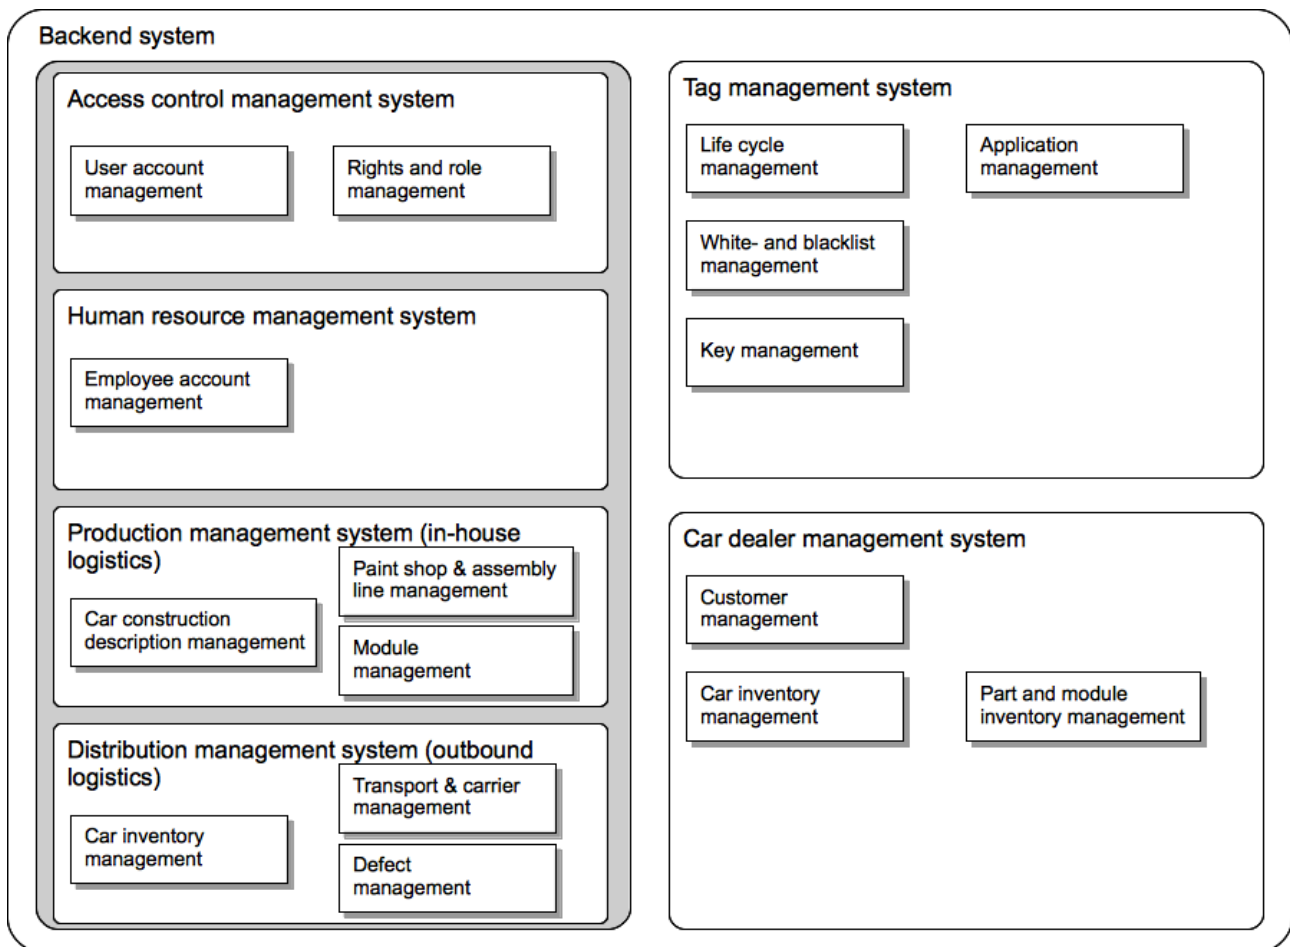 Backend system
Access control management system
User account
management
Rights and role
management
Human resource management system
Employee account
management
Production management system (in-house
logistics)
Paint shop & assembly
line management
Car construction
description management
Module
management
Distribution management system (outbound
logistics)
Transport & carrier
management
Car inventory
management
Defect
management
Tag management system
Life cycle
management
Application
management
White- and blacklist
management
Key management
Car dealer management system
Customer
management
Car inventory
management
Part and module
inventory management